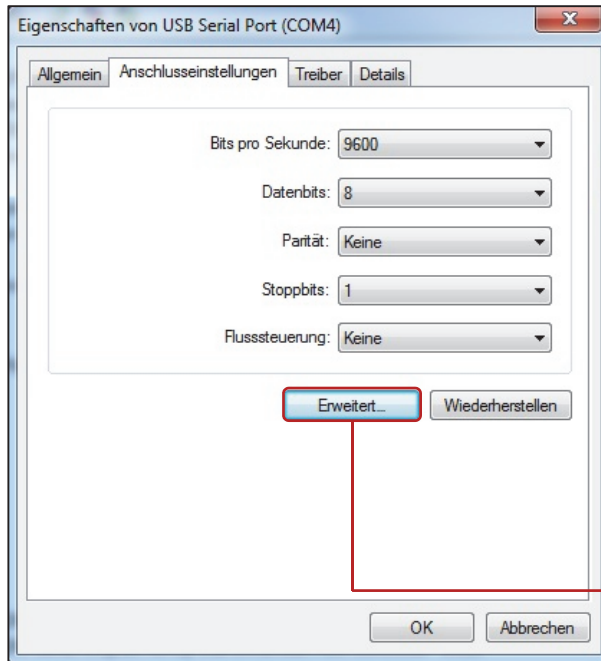 Eigenschaften von USB Serial Port (COM4)
Allgemein Anschlusseinstellungen Treiber Details
Bits pro Sekunde: 9600
Datenbits: 8
Parität: Keine
Stoppbits: 1
Flusssteuerung: Keine
Erweitert... Wiederherstellen
OK Abbrechen